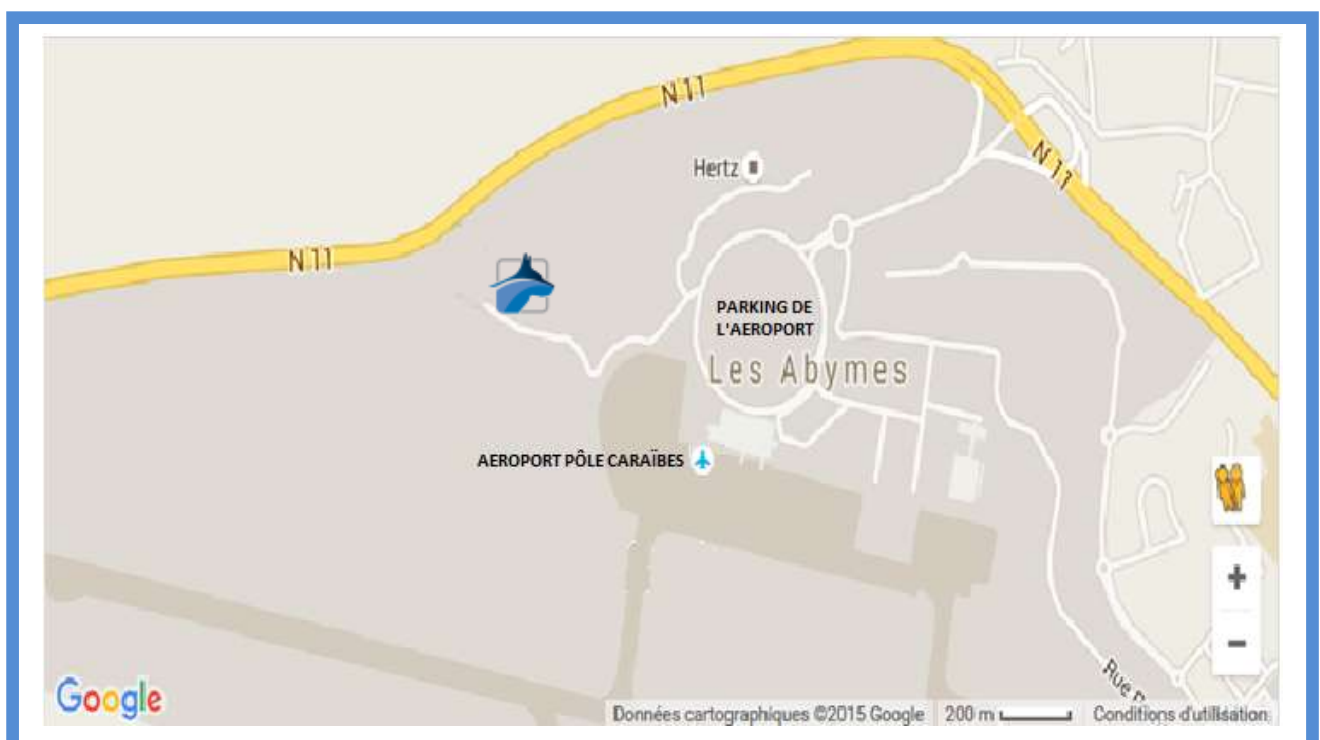 N 11
Hertz
N 11
N 11
PARKING DE
L'AEROPORT
Les Abymes
AEROPORT PÔLE CARAÏBES
+
−
Rue
Google
Données cartographiques ©2015 Google 200 m Conditions d'utilisation